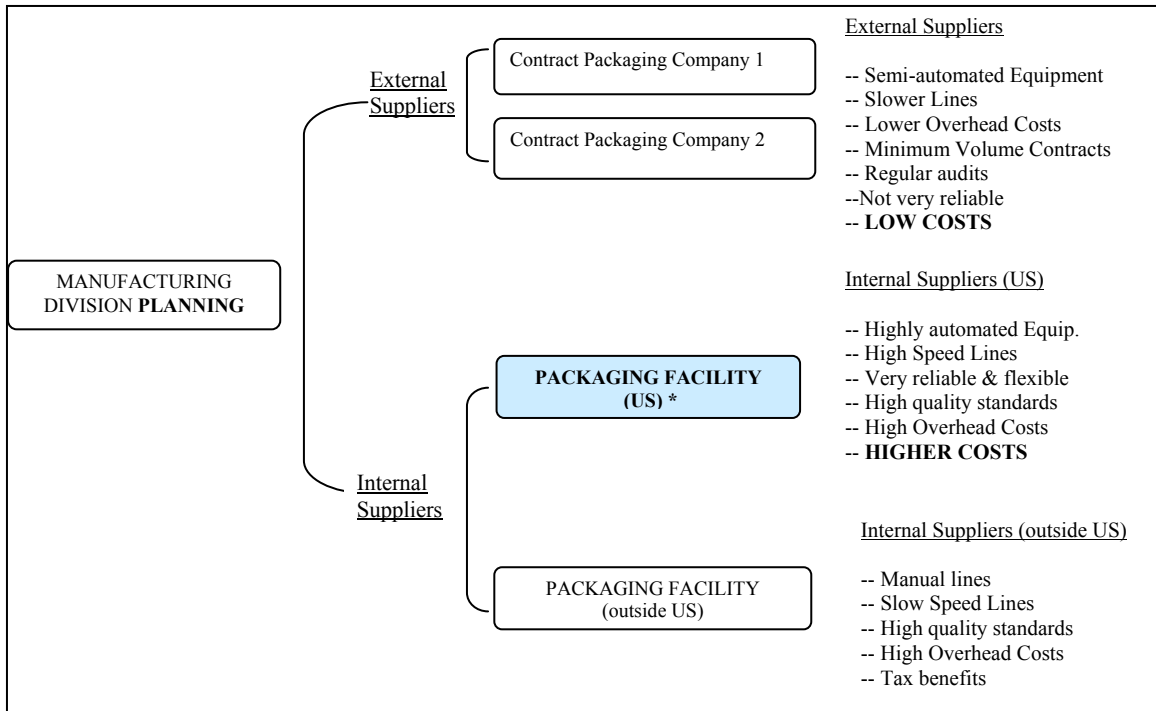 External Suppliers
-- Semi-automated Equipment
-- Slower Lines
-- Lower Overhead Costs
-- Minimum Volume Contracts
-- Regular audits
--Not very reliable
-- LOW COSTS
Contract Packaging Company 1
External
Suppliers
Contract Packaging Company 2
MANUFACTURING
DIVISION PLANNING
Internal Suppliers (US)
-- Highly automated Equip.
-- High Speed Lines
-- Very reliable & flexible
-- High quality standards
-- High Overhead Costs
-- HIGHER COSTS
PACKAGING FACILITY
(US) *
Internal
Suppliers
Internal Suppliers (outside US)
-- Manual lines
-- Slow Speed Lines
-- High quality standards
-- High Overhead Costs
-- Tax benefits
PACKAGING FACILITY
(outside US)